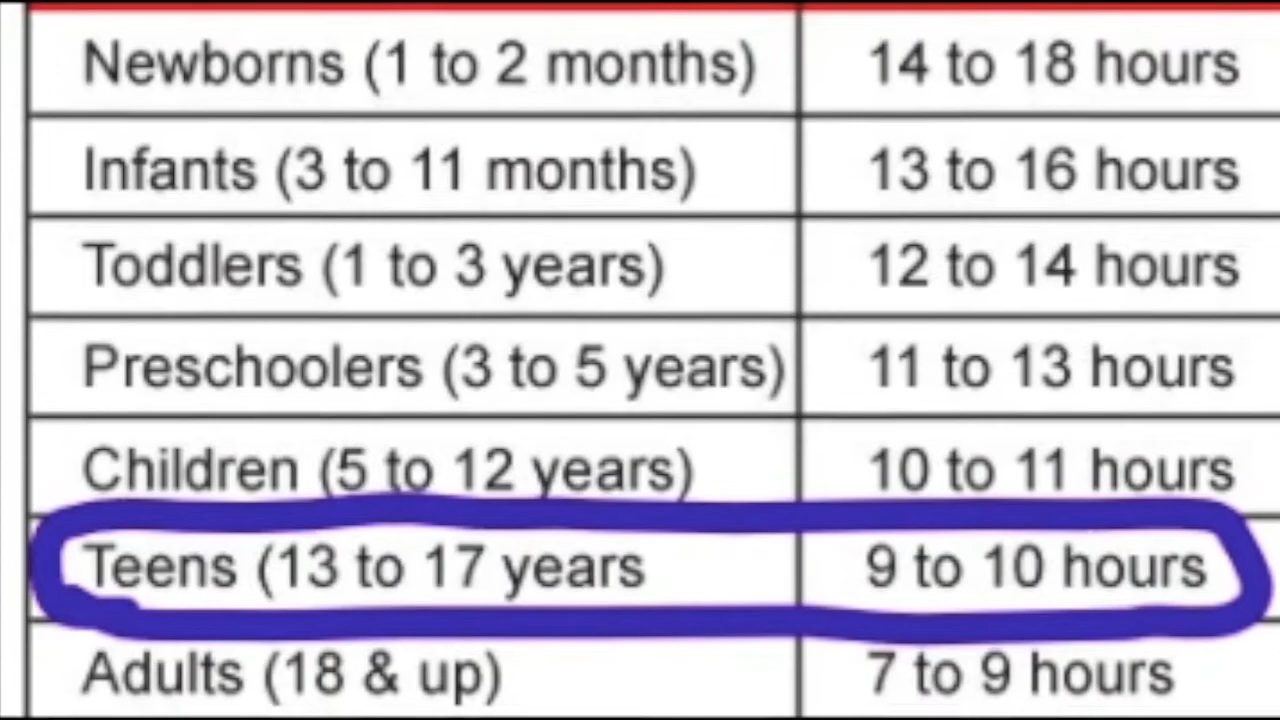 Newborns (1 to 2 months) 14 to 18 hours
Infants (3 to 11 months) 13 to 16 hours
Toddlers (1 to 3 years) 12 to 14 hours
Preschoolers (3 to 5 years) 11 to 13 hours
Children (5 to 12 years) 10 to 11 hours
Teens (13 to 17 years 9 to 10 hours
Adults (18 & up) 7 to 9 hours